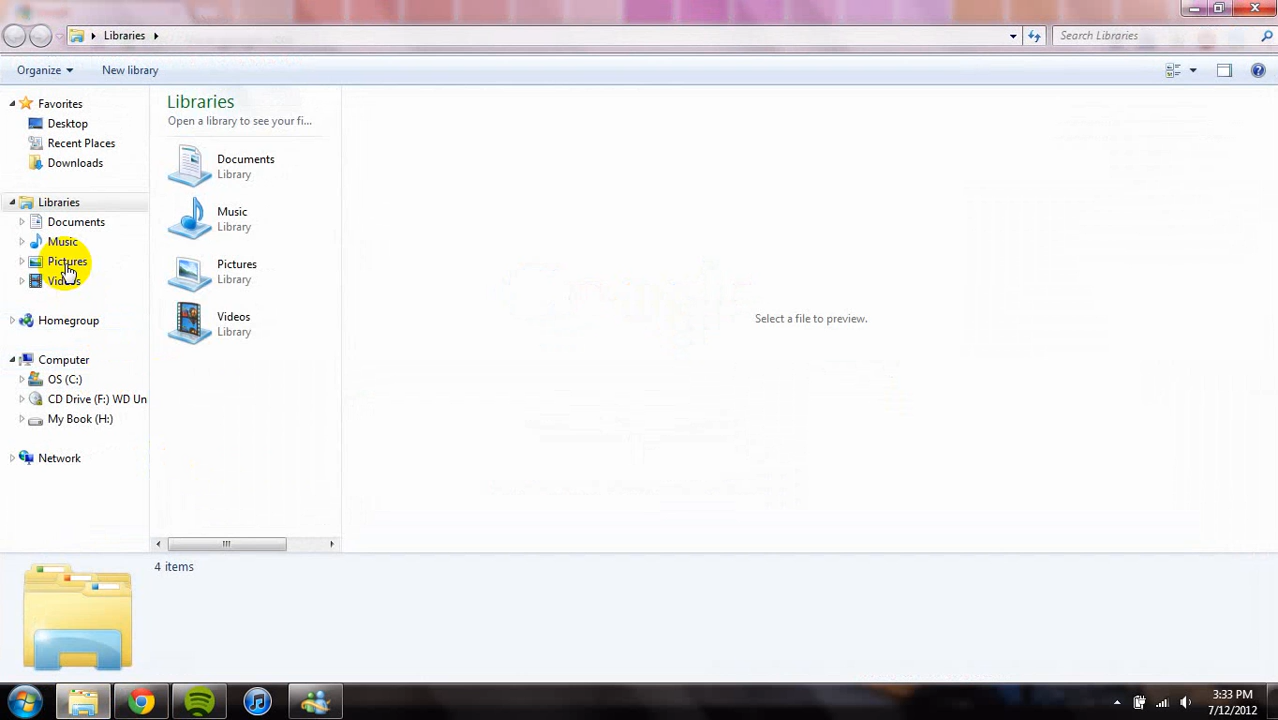 Libraries
Search Libraries
Organize
New library
Favorites
Desktop
Recent Places
Downloads
Libraries
Documents
Music
Pictures
Videos
Homegroup
Computer
OS (C:)
CD Drive (F:) WD Un
My Book (H:)
Network
Libraries
Open a library to see your fi...
Documents
Library
Music
Library
Pictures
Library
Videos
Library
Select a file to preview.
4 items
3:33 PM
7/12/2012